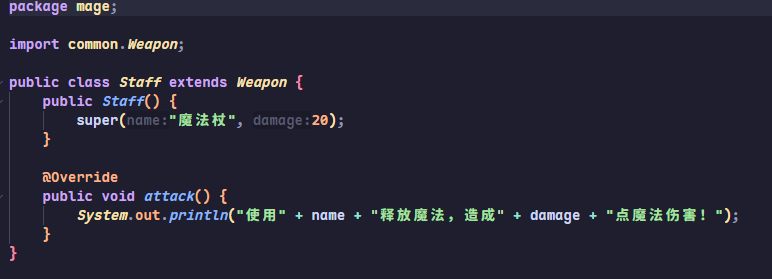 package mage;
import common.Weapon;
public class Staff extends Weapon {
public Staff() {
super(name:"魔法杖", damage:20);
}
@Override
public void attack() {
System.out.println("使用" + name + "释放魔法，造成" + damage + "点魔法伤害！");
}
}